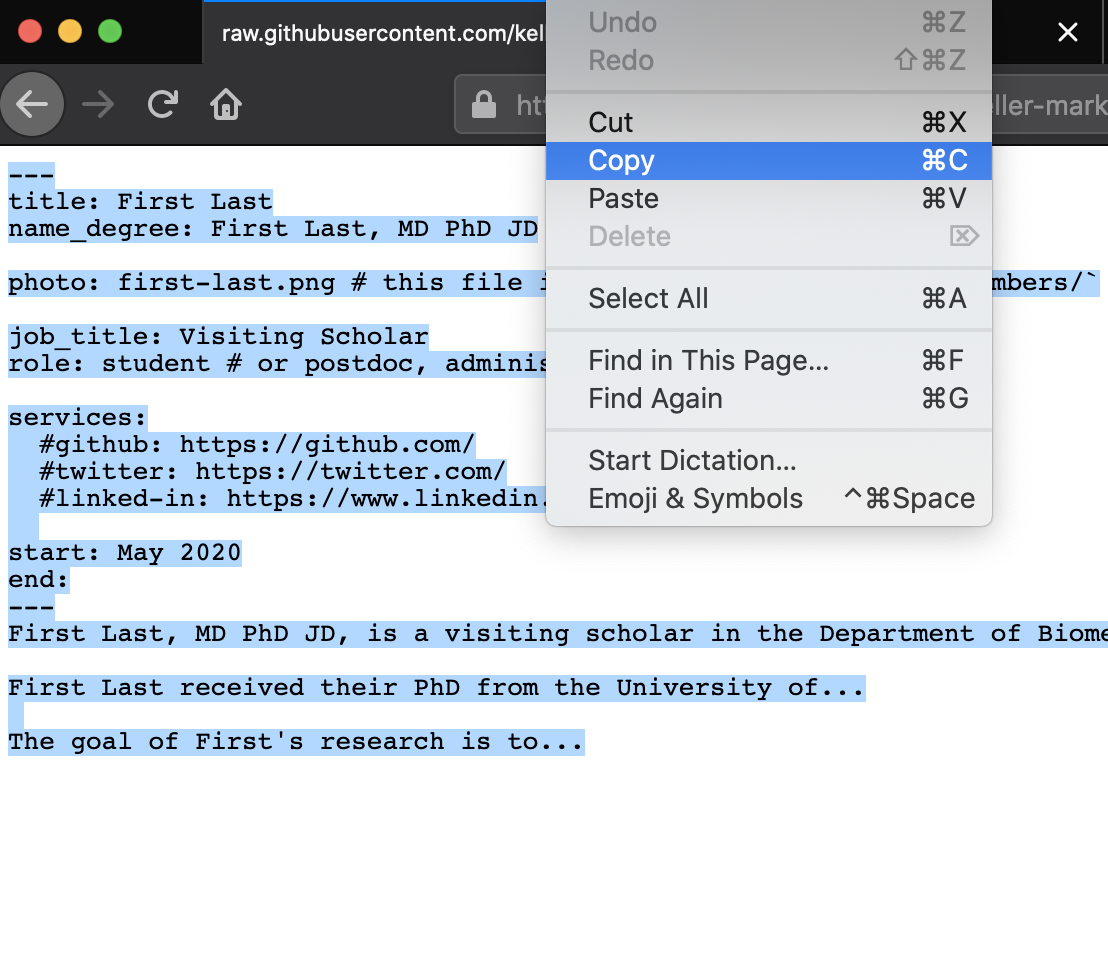 raw.githubusercontent.com/kel
htt
eller-mark
Undo ⌘Z
Redo ⇧⌘Z
Cut ⌘X
Copy ⌘C
Paste ⌘V
Delete ⌦
Select All ⌘A
Find in This Page... ⌘F
Find Again ⌘G
Start Dictation...
Emoji & Symbols ^⌘Space
---
title: First Last
name_degree: First Last, MD PhD JD
photo: first-last.png # this file i mbers/`
job_title: Visiting Scholar
role: student # or postdoc, adminis
services:
#github: https://github.com/
#twitter: https://twitter.com/
#linked-in: https://www.linkedin.
start: May 2020
end:
---
First Last, MD PhD JD, is a visiting scholar in the Department of Biome
First Last received their PhD from the University of...
The goal of First's research is to...